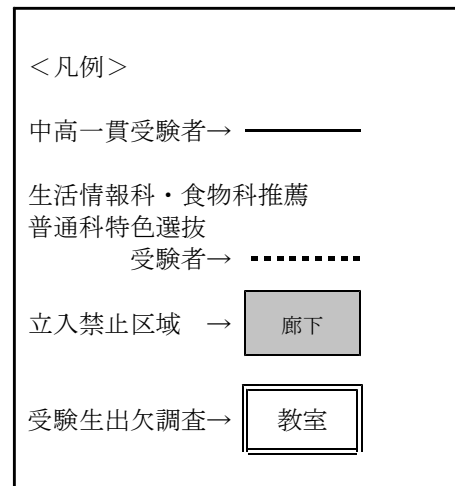 ＜凡例＞
中高一貫受験者→
生活情報科・食物科推薦
普通科特色選抜
受験者→
立入禁止区域　→ 廊下
受験生出欠調査→ 教室